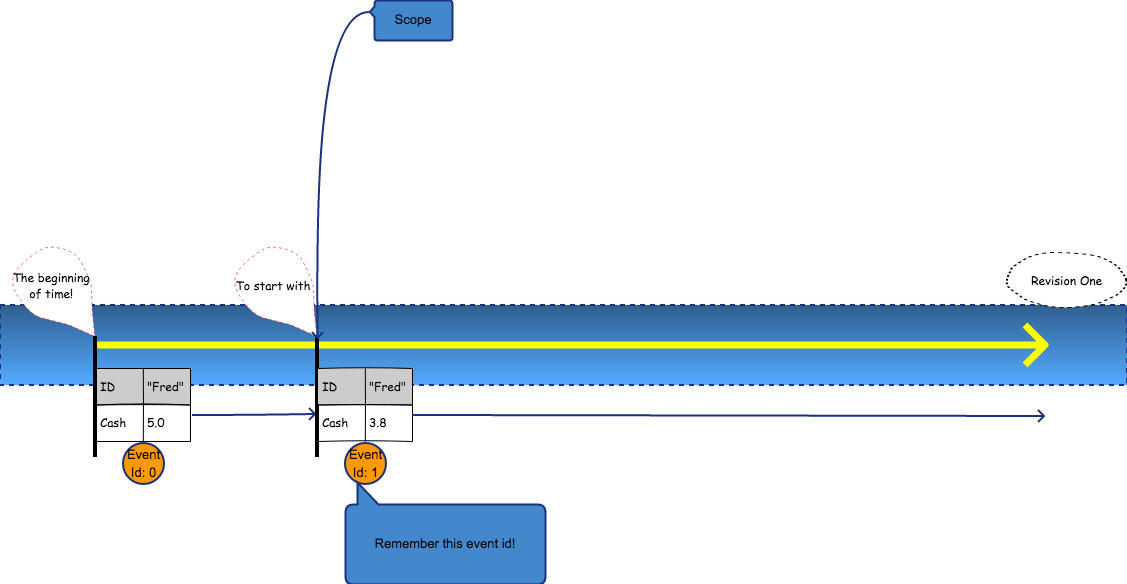 Scope
The beginning
of time!
To start with
Revision One
ID "Fred"
Cash 5.0
Event
Id: 0
ID "Fred"
Cash 3.8
Event
Id: 1
Remember this event id!